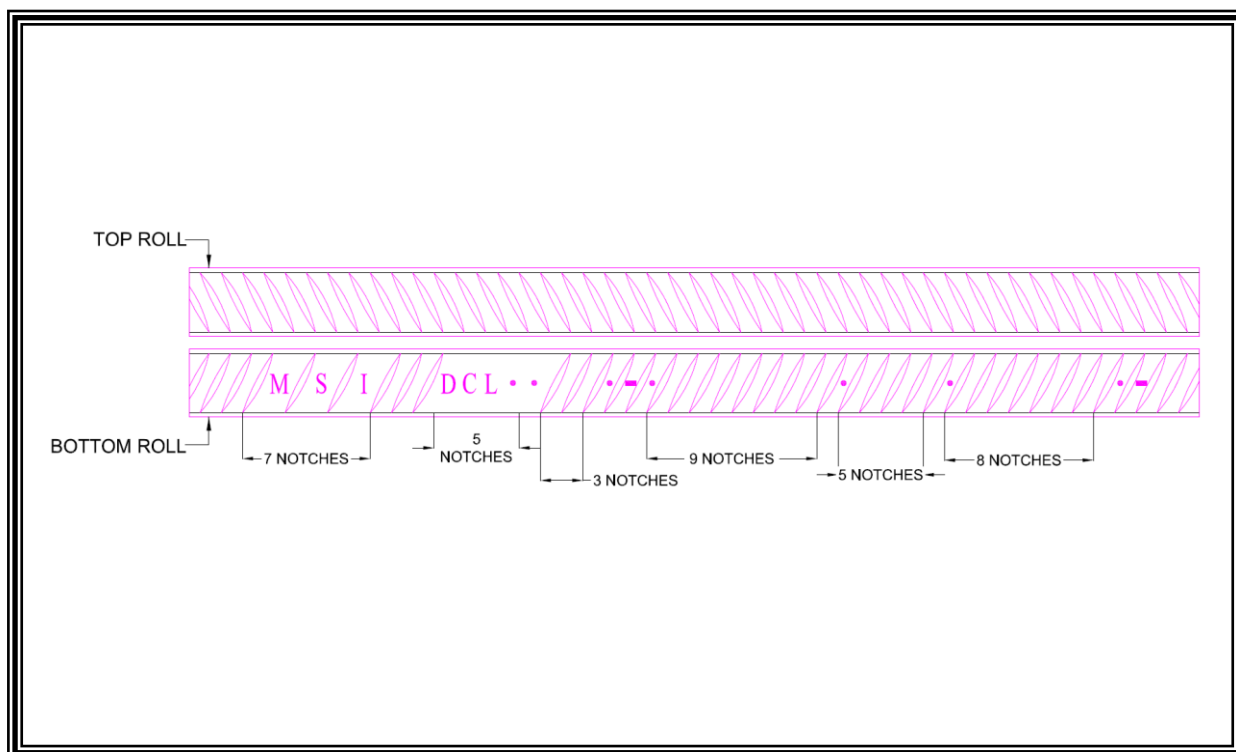 TOP ROLL
M S I DCL
BOTTOM ROLL
7 NOTCHES
5
NOTCHES
3 NOTCHES
9 NOTCHES
5 NOTCHES
8 NOTCHES